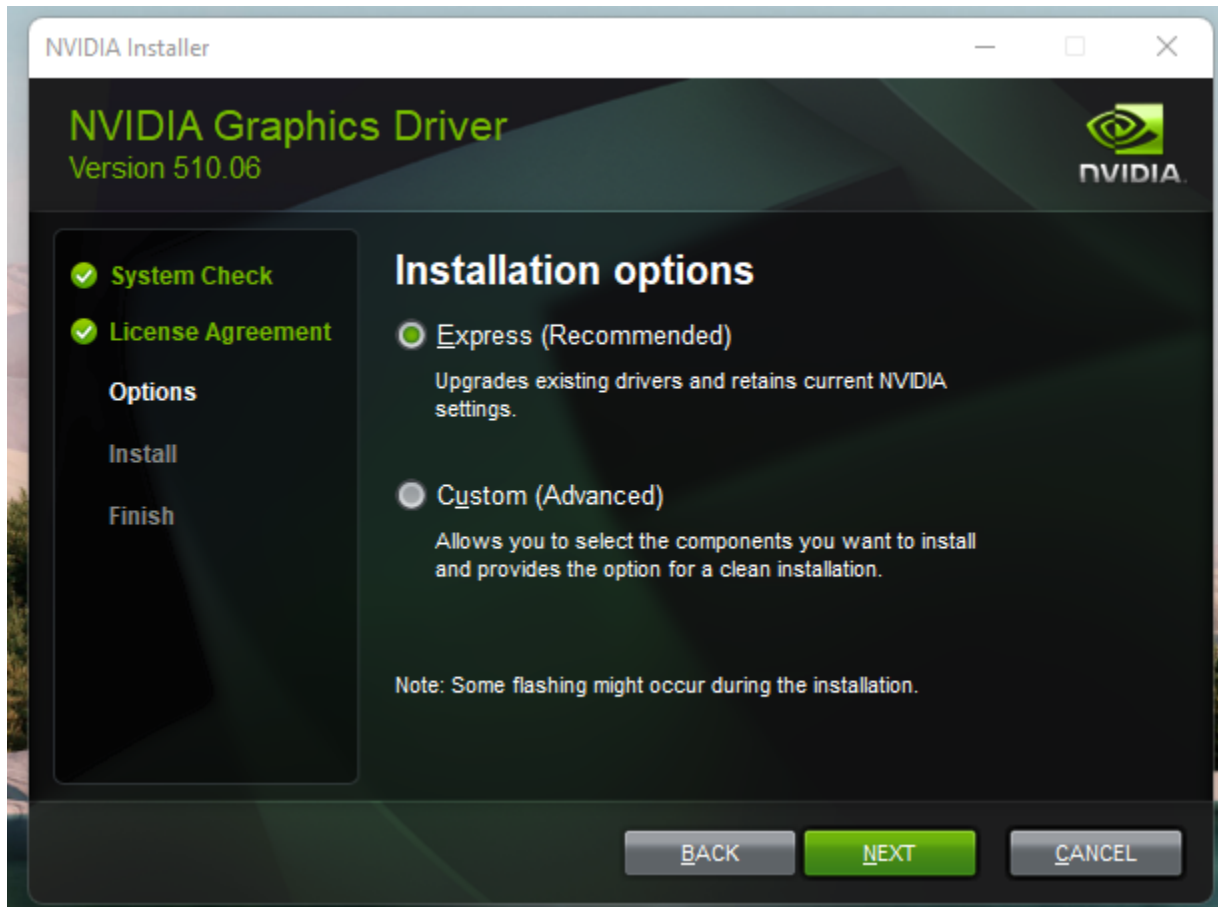 NVIDIA Installer
NVIDIA Graphics Driver
Version 510.06
NVIDIA.
System Check
License Agreement
Options
Install
Finish
Installation options
Express (Recommended)
Upgrades existing drivers and retains current NVIDIA
settings.
Custom (Advanced)
Allows you to select the components you want to install
and provides the option for a clean installation.
Note: Some flashing might occur during the installation.
BACK
NEXT
CANCEL